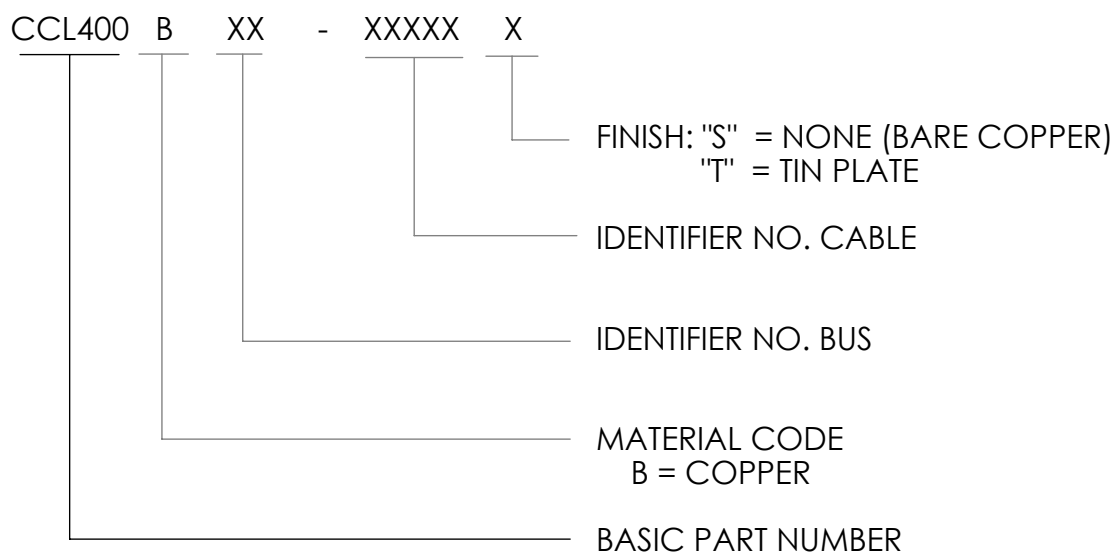 CCL400 B XX - XXXXX X
FINISH: "S" = NONE (BARE COPPER)
"T" = TIN PLATE
IDENTIFIER NO. CABLE
IDENTIFIER NO. BUS
MATERIAL CODE
B = COPPER
BASIC PART NUMBER